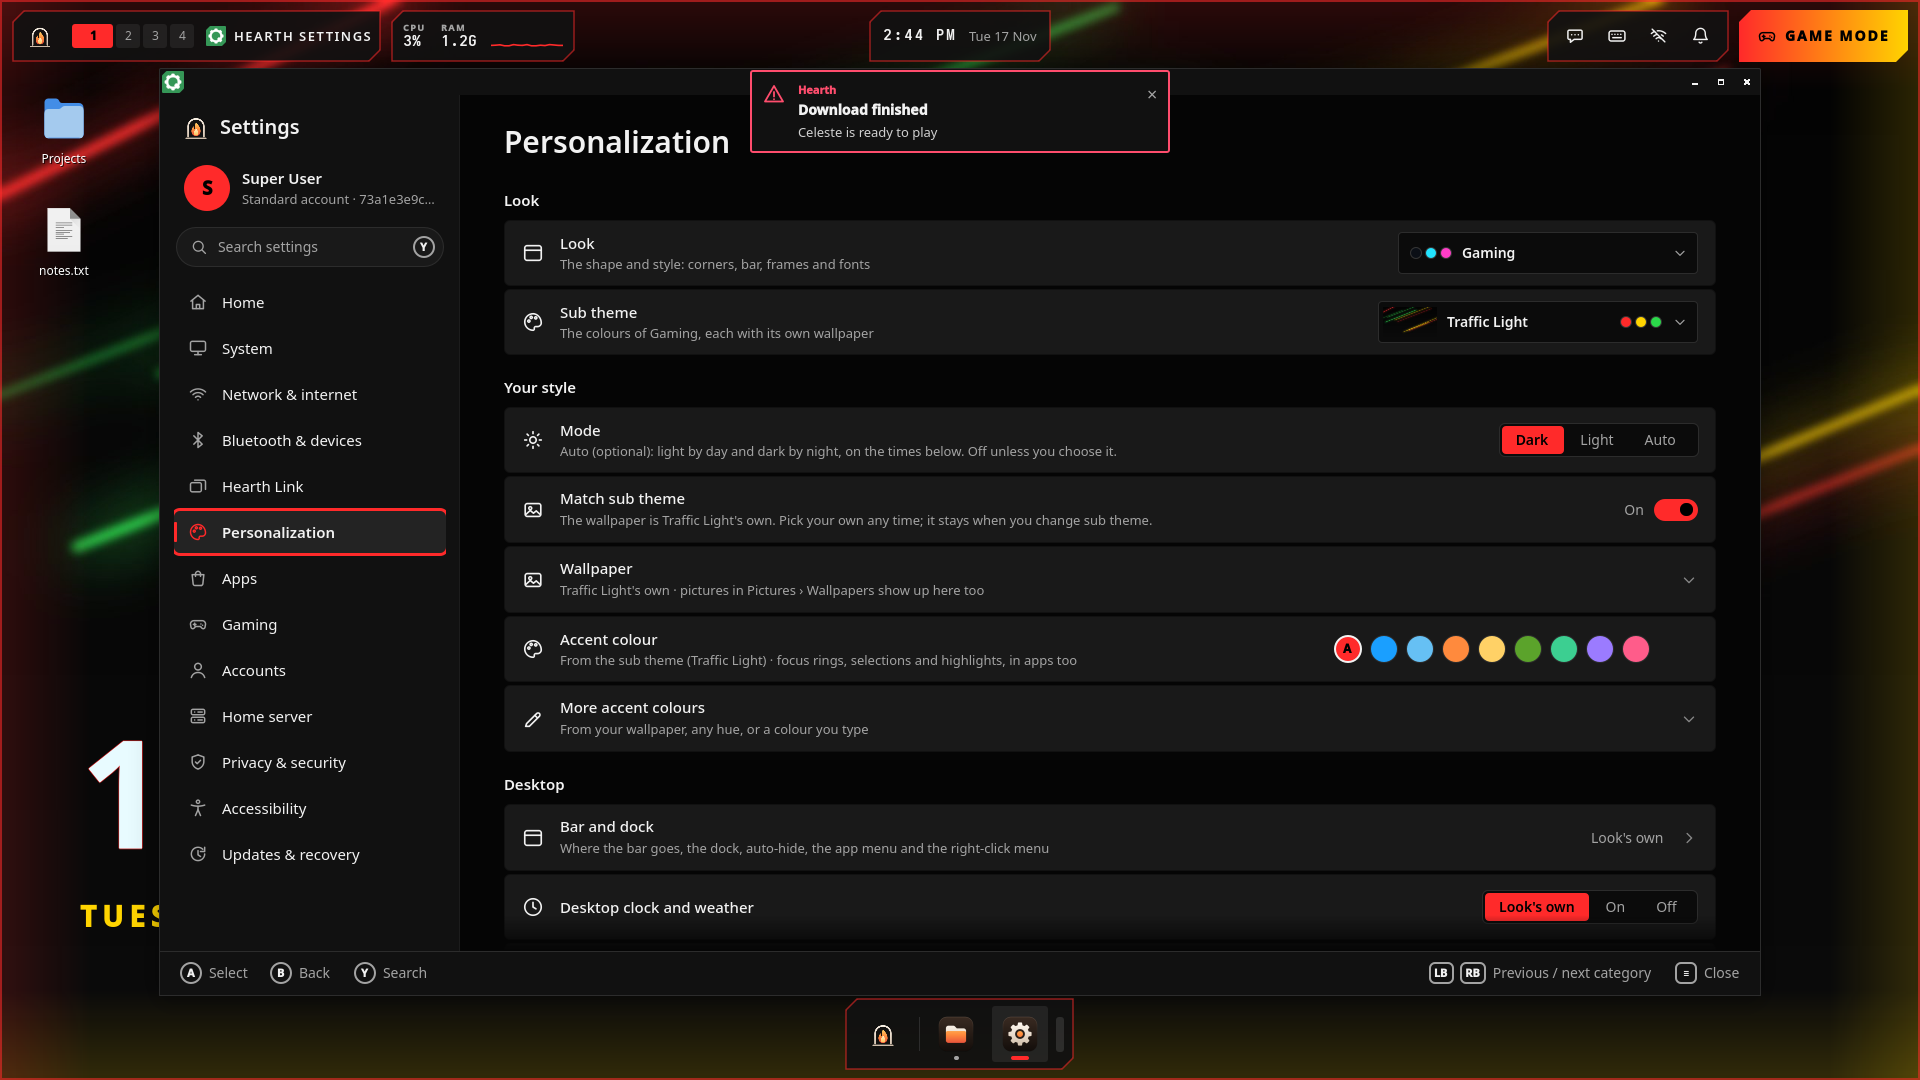 1 2 3 4 HEARTH SETTINGS
CPU 3%
RAM 1.2G
2:44 PM Tue 17 Nov
GAME MODE
Projects
notes.txt
1
TUES
Hearth
Download finished
Celeste is ready to play
Settings
S
Super User
Standard account · 73a1e3e9c...
Search settings Y
Home
System
Network & internet
Bluetooth & devices
Hearth Link
Personalization
Apps
Gaming
Accounts
Home server
Privacy & security
Accessibility
Updates & recovery
Personalization
Look
Look
The shape and style: corners, bar, frames and fonts
Gaming
Sub theme
The colours of Gaming, each with its own wallpaper
Traffic Light
Your style
Mode
Auto (optional): light by day and dark by night, on the times below. Off unless you choose it.
Dark Light Auto
Match sub theme
The wallpaper is Traffic Light's own. Pick your own any time; it stays when you change sub theme.
On
Wallpaper
Traffic Light's own · pictures in Pictures › Wallpapers show up here too
Accent colour
From the sub theme (Traffic Light) · focus rings, selections and highlights, in apps too
A
More accent colours
From your wallpaper, any hue, or a colour you type
Desktop
Bar and dock
Where the bar goes, the dock, auto-hide, the app menu and the right-click menu
Look's own
Desktop clock and weather
Look's own On Off
A Select B Back Y Search
LB RB Previous / next category ≡ Close